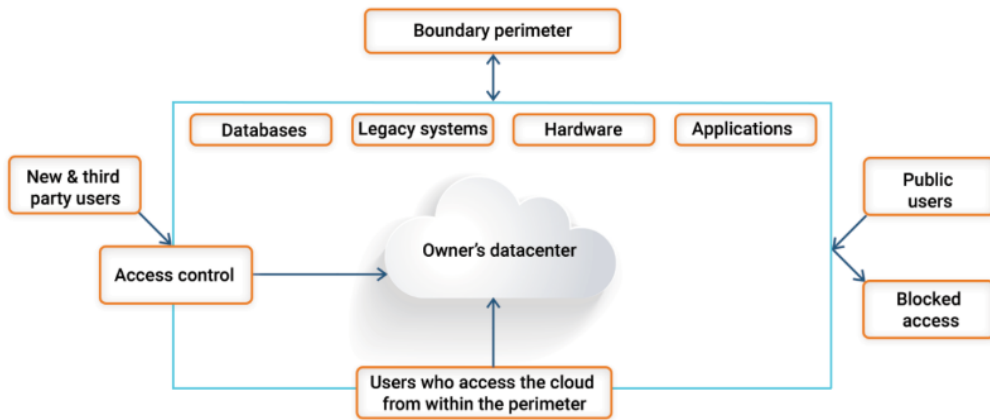 Boundary perimeter
Databases
Legacy systems
Hardware
Applications
New & third
party users
Public
users
Owner's datacenter
Access control
Blocked
access
Users who access the cloud
from within the perimeter